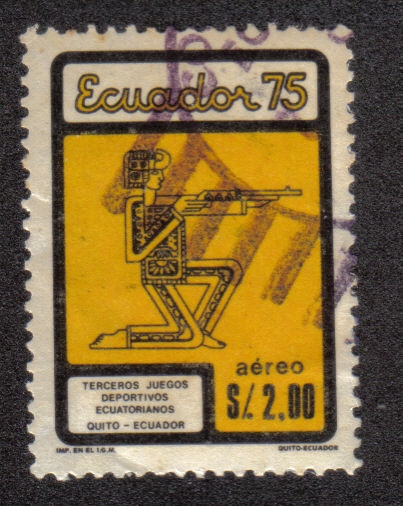 Ecuador 75
aéreo
S/. 2,00
TERCEROS JUEGOS
DEPORTIVOS
ECUATORIANOS
QUITO - ECUADOR
IMP. EN EL I.G.M.
QUITO-ECUADOR